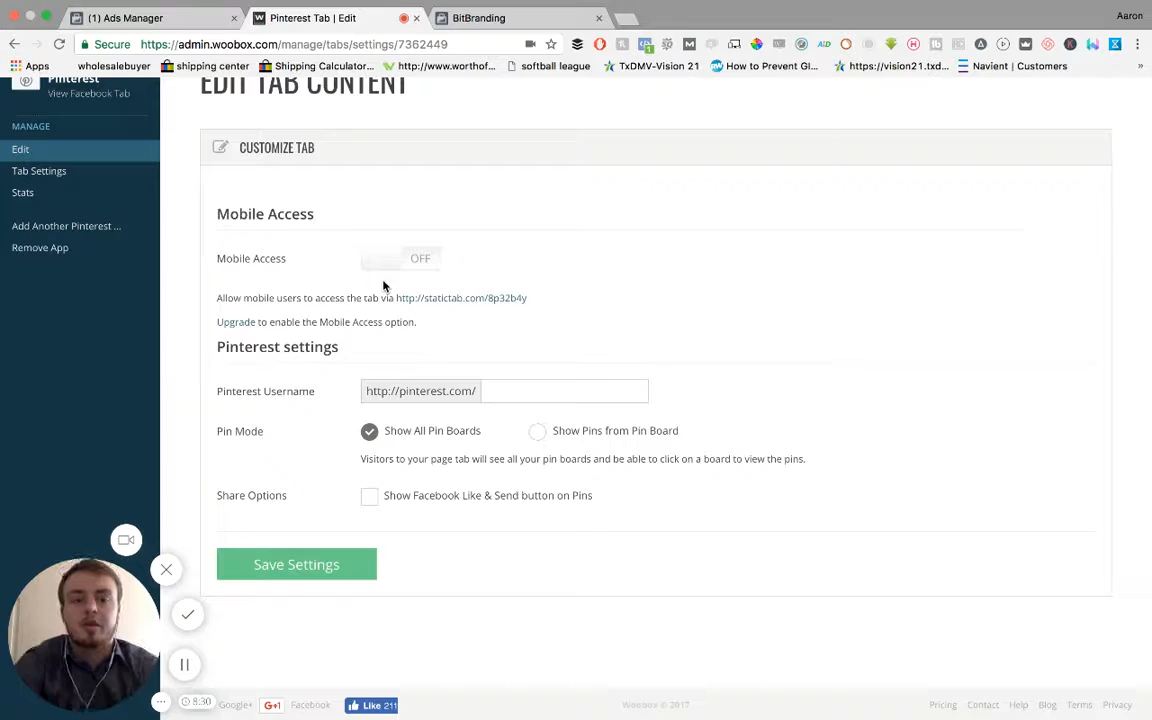 (1) Ads Manager
Pinterest Tab | Edit
BitBranding
Aaron
Secure
https://admin.woobox.com/manage/tabs/settings/7362449
Apps
wholesalebuyer
shipping center
Shipping Calculator...
http://www.worthof...
softball league
TxDMV-Vision 21
How to Prevent Gl...
https://vision21.txd...
Navient | Customers
»
Pinterest
View Facebook Tab
MANAGE
Edit
Tab Settings
Stats
Add Another Pinterest ...
Remove App
EDIT TAB CONTENT
CUSTOMIZE TAB
Mobile Access
Mobile Access
OFF
Allow mobile users to access the tab via http://statictab.com/8p32b4y
Upgrade to enable the Mobile Access option.
Pinterest settings
Pinterest Username
http://pinterest.com/
Pin Mode
Show All Pin Boards
Show Pins from Pin Board
Visitors to your page tab will see all your pin boards and be able to click on a board to view the pins.
Share Options
Show Facebook Like & Send button on Pins
Save Settings
8:30
Google+
G+1
Facebook
Like 211
Woobox © 2017
Pricing
Contact
Help
Blog
Terms
Privacy